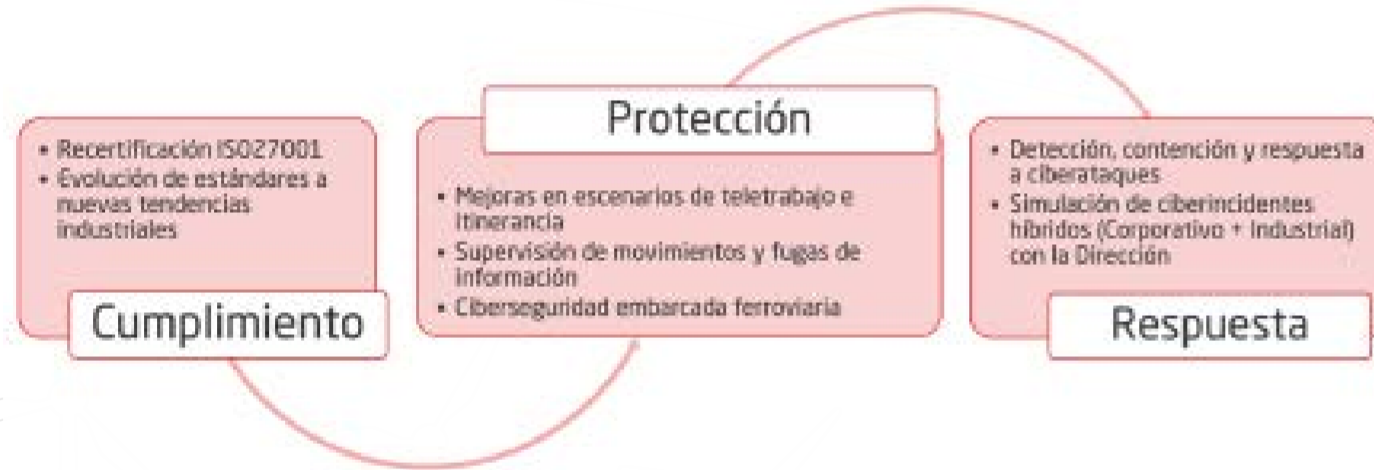 • Recertificación ISO27001
• Evolución de estándares a
nuevas tendencias
industriales
Cumplimiento
Protección
• Mejoras en escenarios de teletrabajo e
itinerancia
• Supervisión de movimientos y fugas de
información
• Ciberseguridad embarcada ferroviaria
• Detección, contención y respuesta
a ciberataques
• Simulación de ciberincidentes
híbridos (Corporativo + Industrial)
con la Dirección
Respuesta